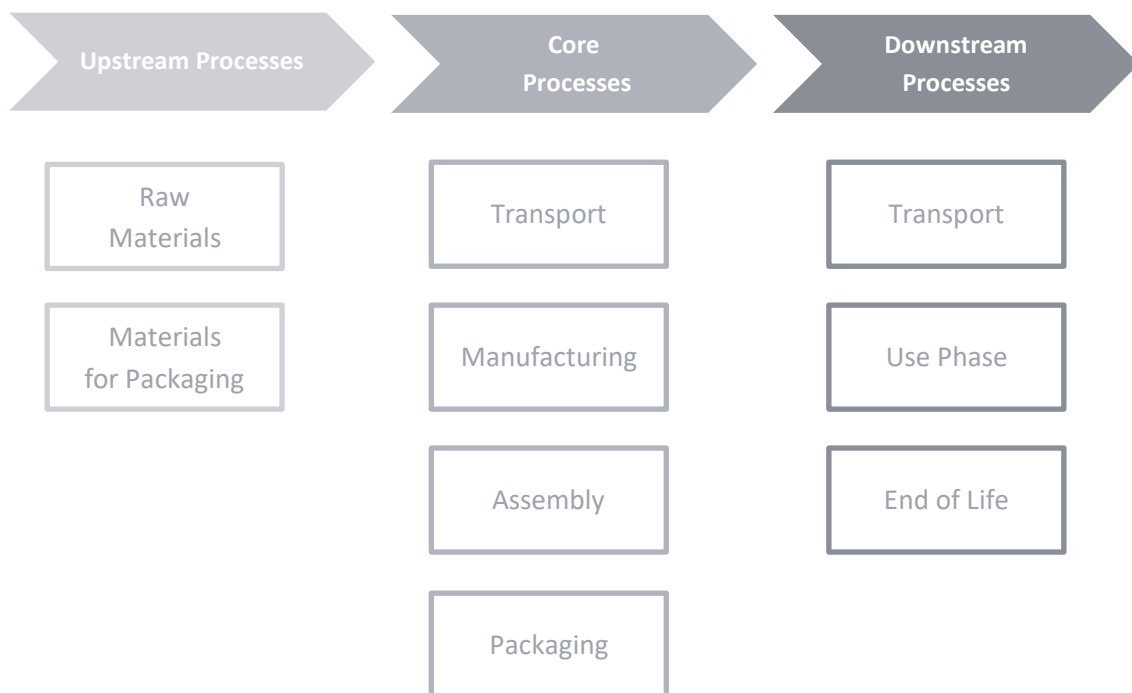 Upstream Processes
Core
Processes
Downstream
Processes
Raw
Materials
Materials
for Packaging
Transport
Manufacturing
Assembly
Packaging
Transport
Use Phase
End of Life